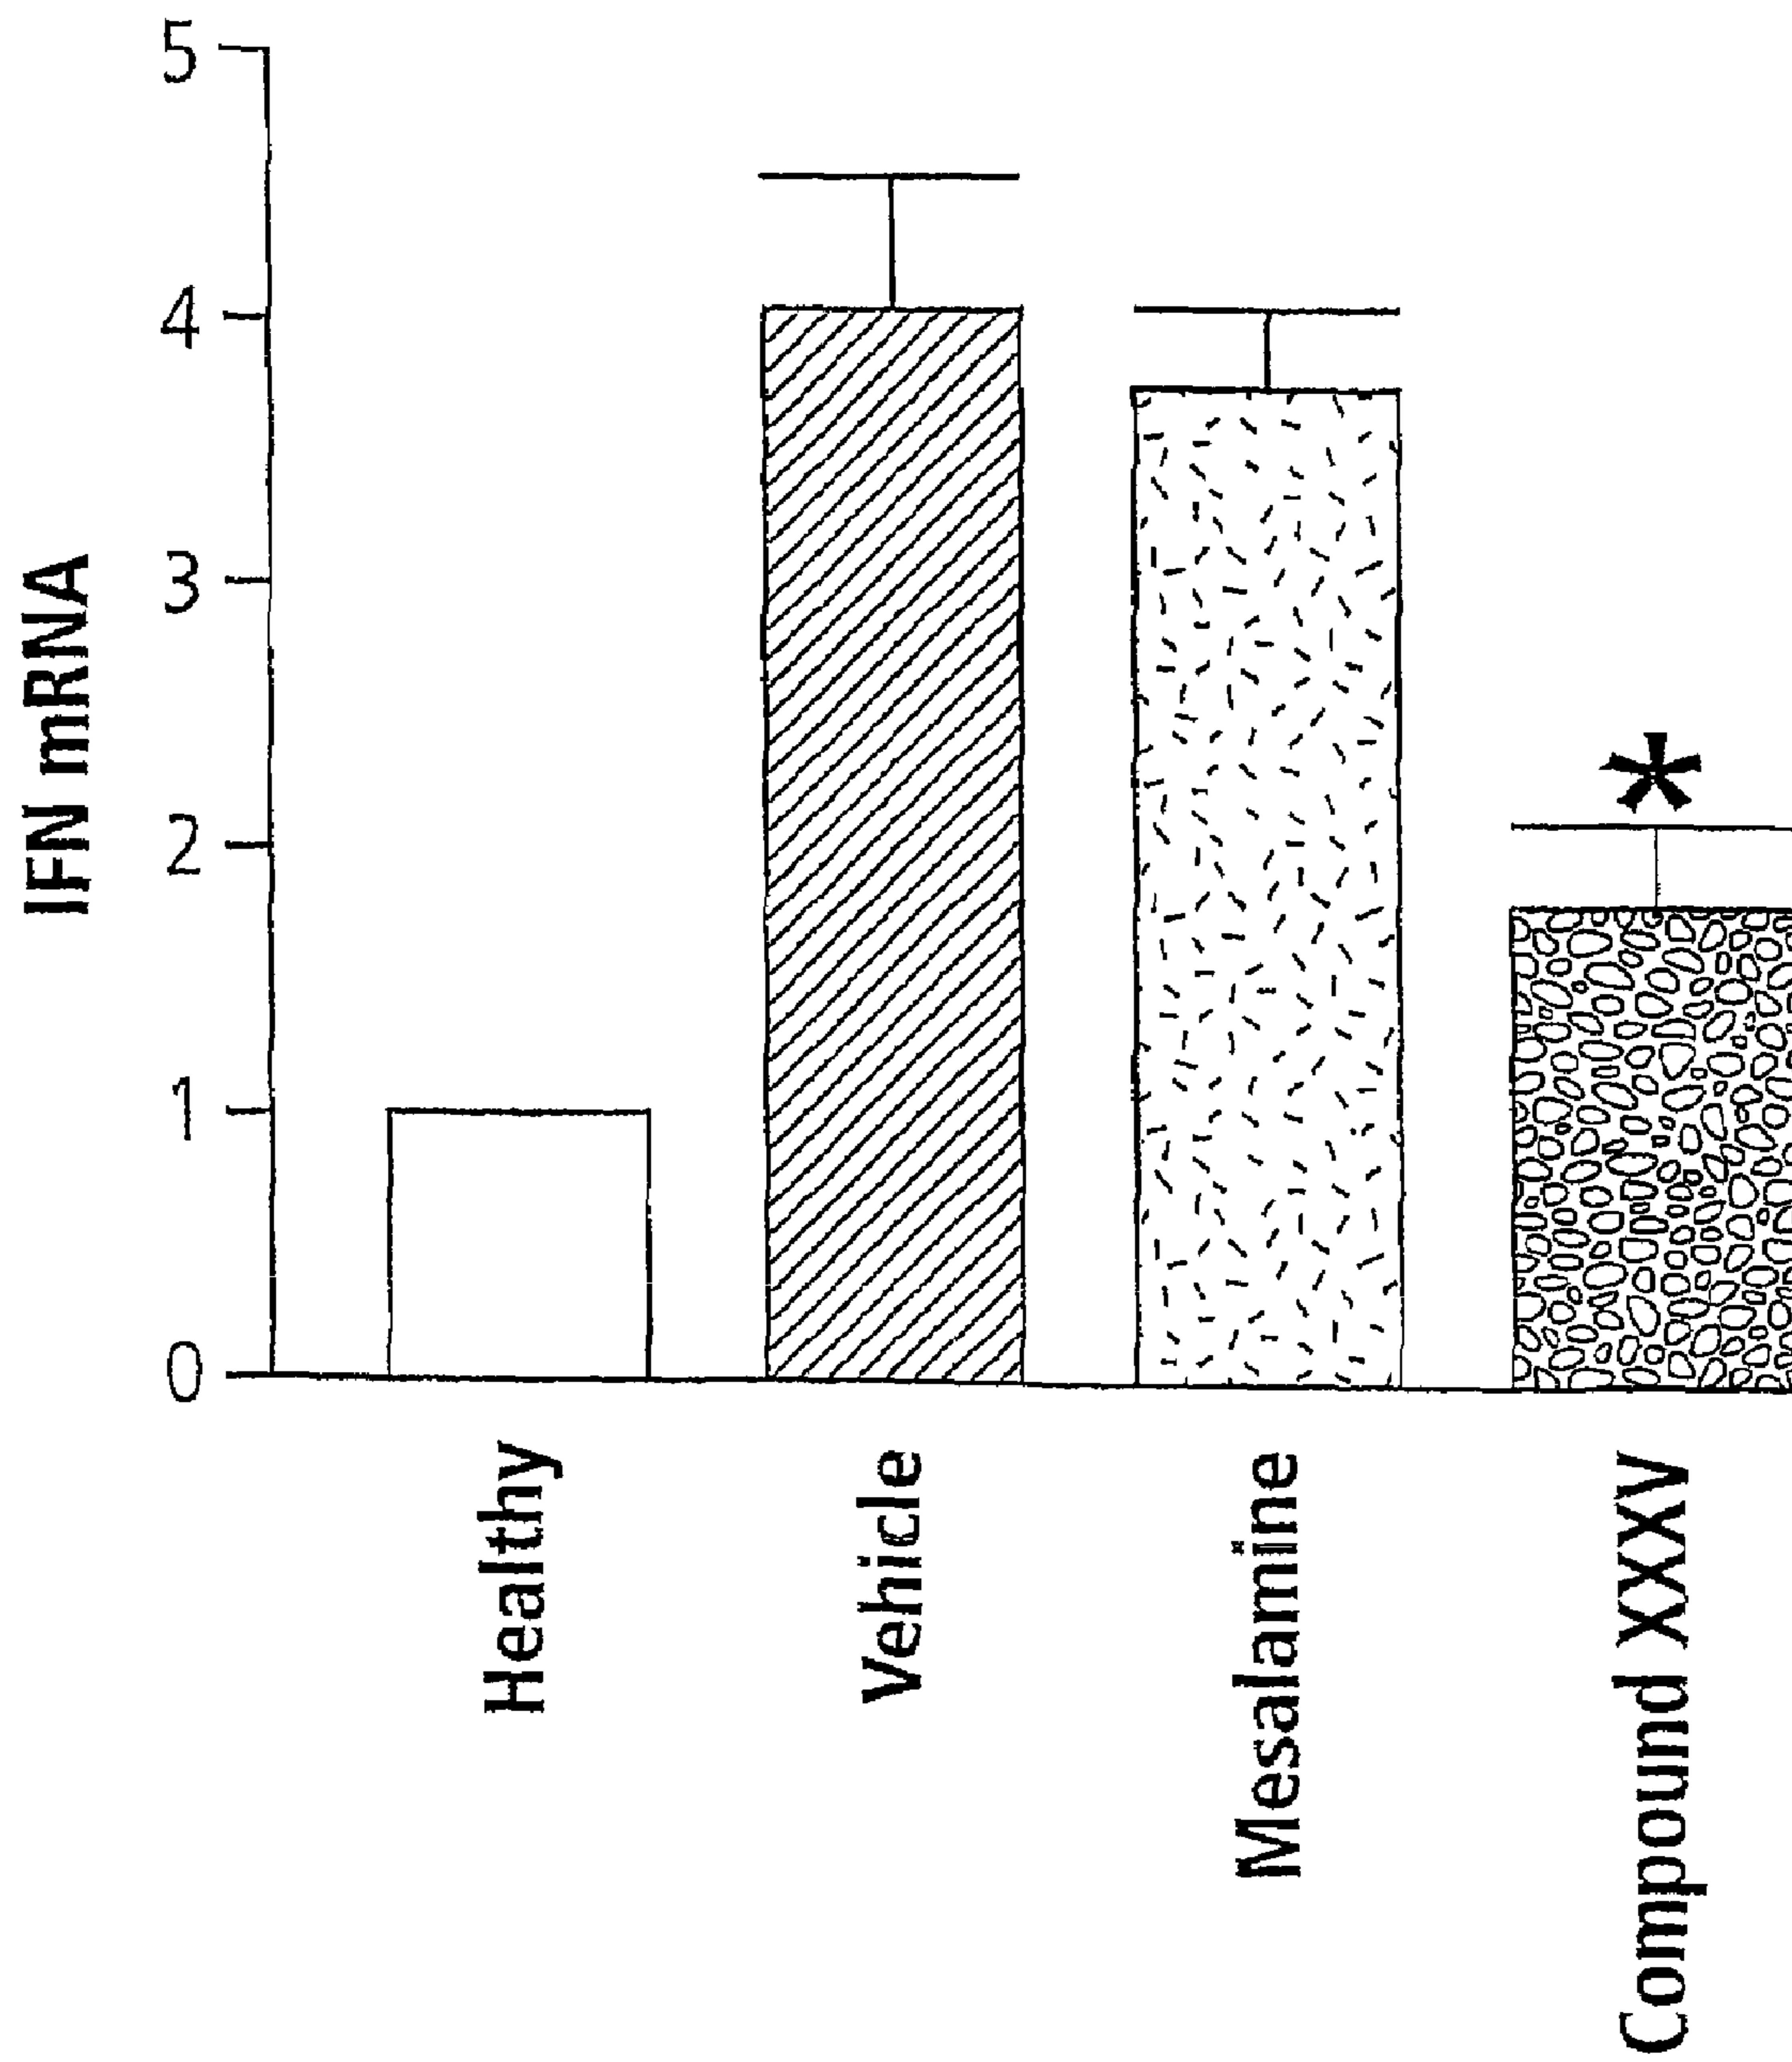 IFN mRNA
5
4
3
2
1
0
*
Healthy
Vehicle
Mesalamine
Compound XXXV